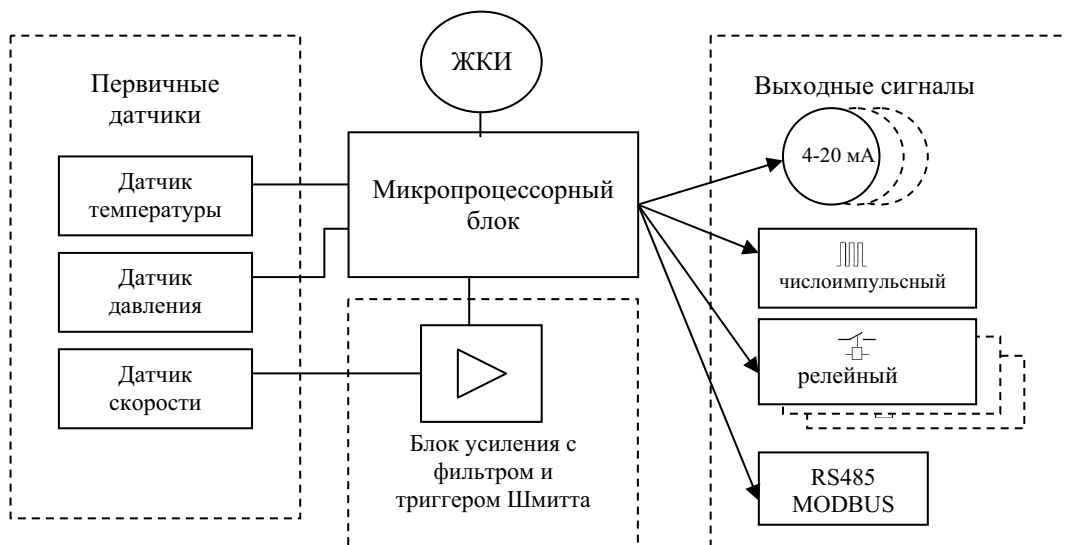 Первичные
датчики
Датчик
температуры
Датчик
давления
Датчик
скорости
ЖКИ
Микропроцессорный
блок
Блок усиления с
фильтром и
триггером Шмитта
Выходные сигналы
4-20 мА
числоимпульсный
релейный
RS485
MODBUS